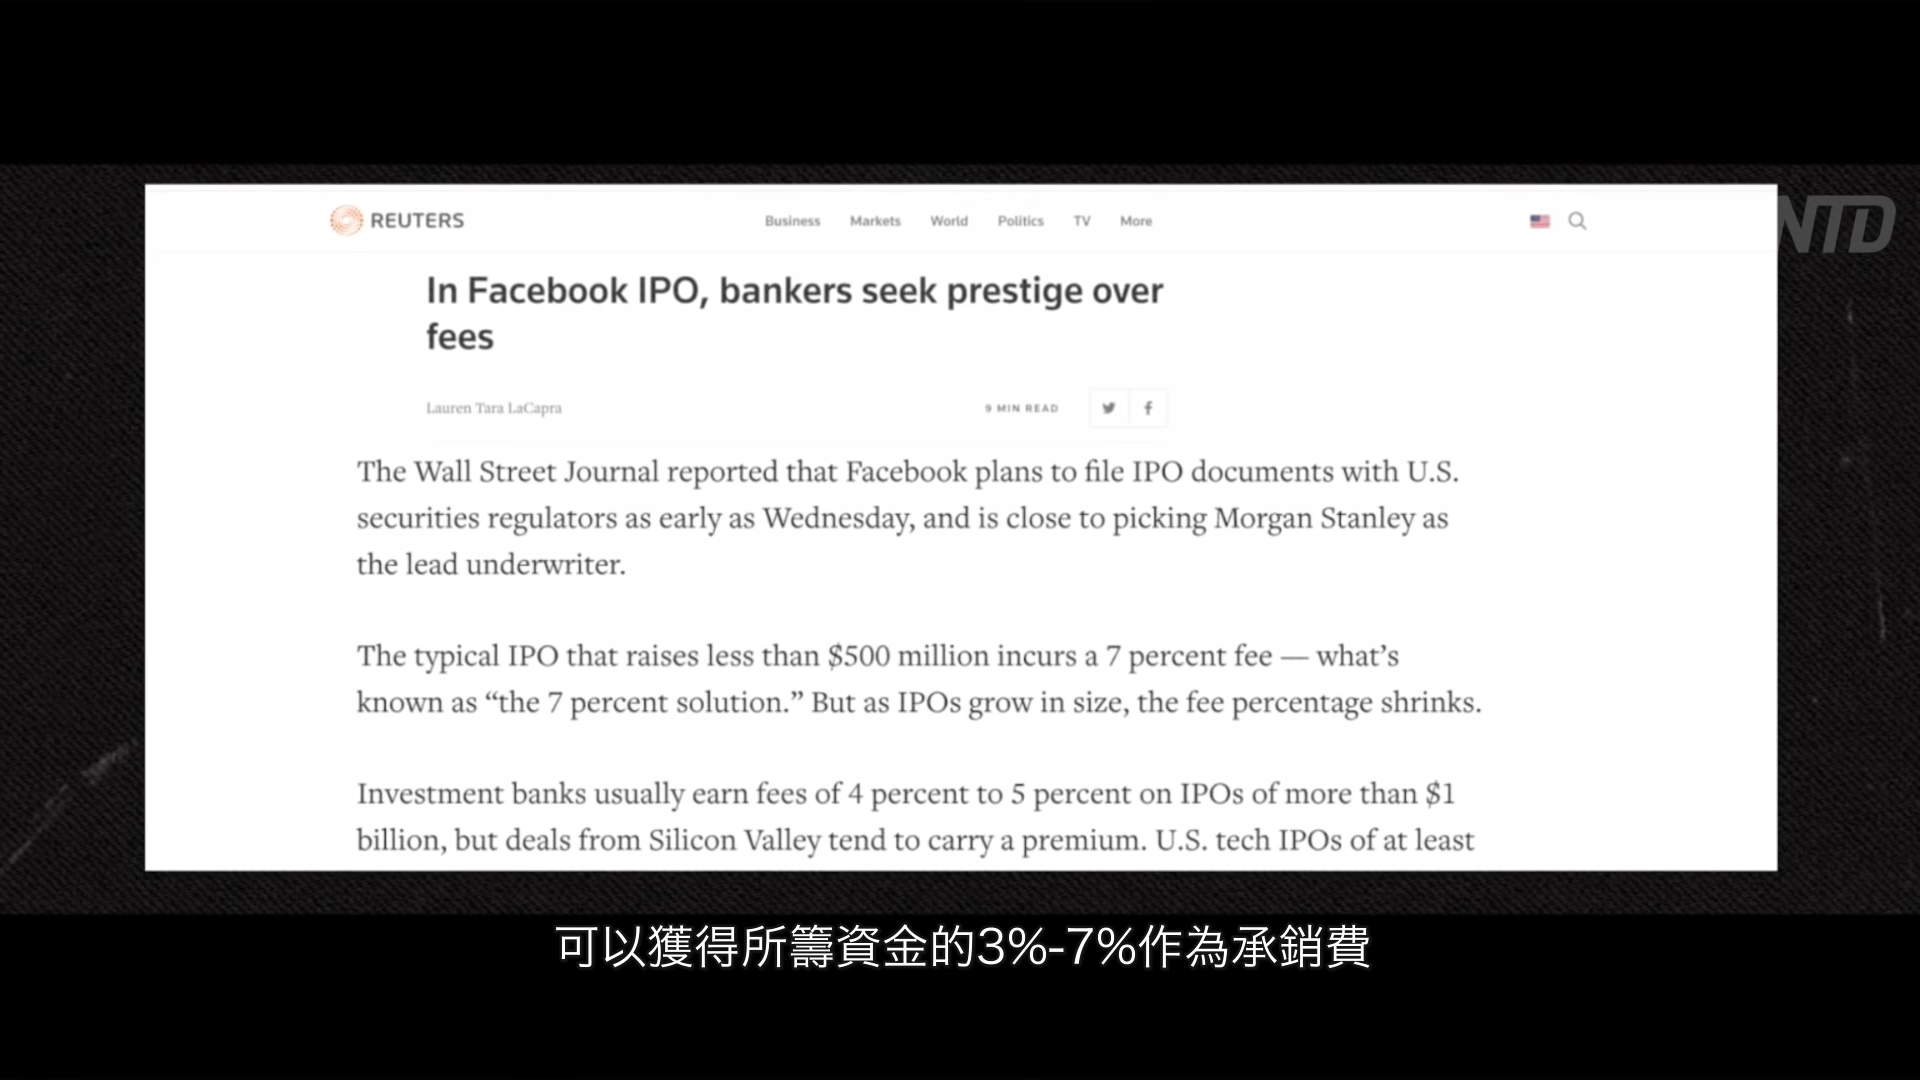 REUTERS
Business Markets World Politics TV More
NTD
In Facebook IPO, bankers seek prestige over
fees
Lauren Tara LaCapra
9 MIN READ
The Wall Street Journal reported that Facebook plans to file IPO documents with U.S.
securities regulators as early as Wednesday, and is close to picking Morgan Stanley as
the lead underwriter.
The typical IPO that raises less than $500 million incurs a 7 percent fee — what’s
known as “the 7 percent solution.” But as IPOs grow in size, the fee percentage shrinks.
Investment banks usually earn fees of 4 percent to 5 percent on IPOs of more than $1
billion, but deals from Silicon Valley tend to carry a premium. U.S. tech IPOs of at least
可以獲得所籌資金的3%-7%作為承銷費